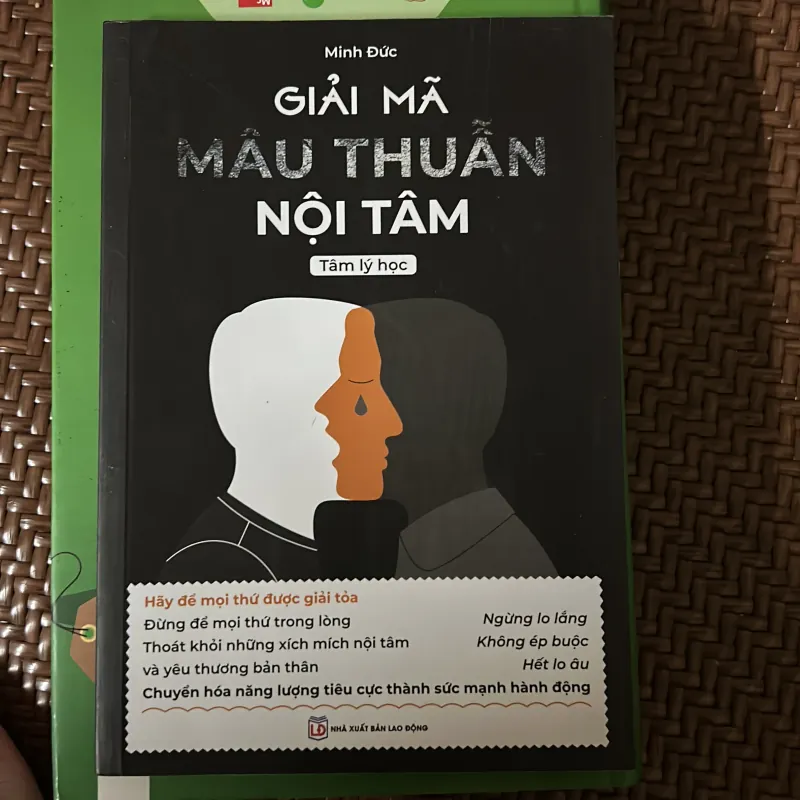 Minh Đức
GIẢI MÃ
MÂU THUẪN
NỘI TÂM
Tâm lý học
Hãy để mọi thứ được giải tỏa
Đừng để mọi thứ trong lòng
Ngừng lo lắng
Thoát khỏi những xích mích nội tâm
Không ép buộc
và yêu thương bản thân
Hết lo âu
Chuyển hóa năng lượng tiêu cực thành sức mạnh hành động
LĐ NHÀ XUẤT BẢN LAO ĐỘNG